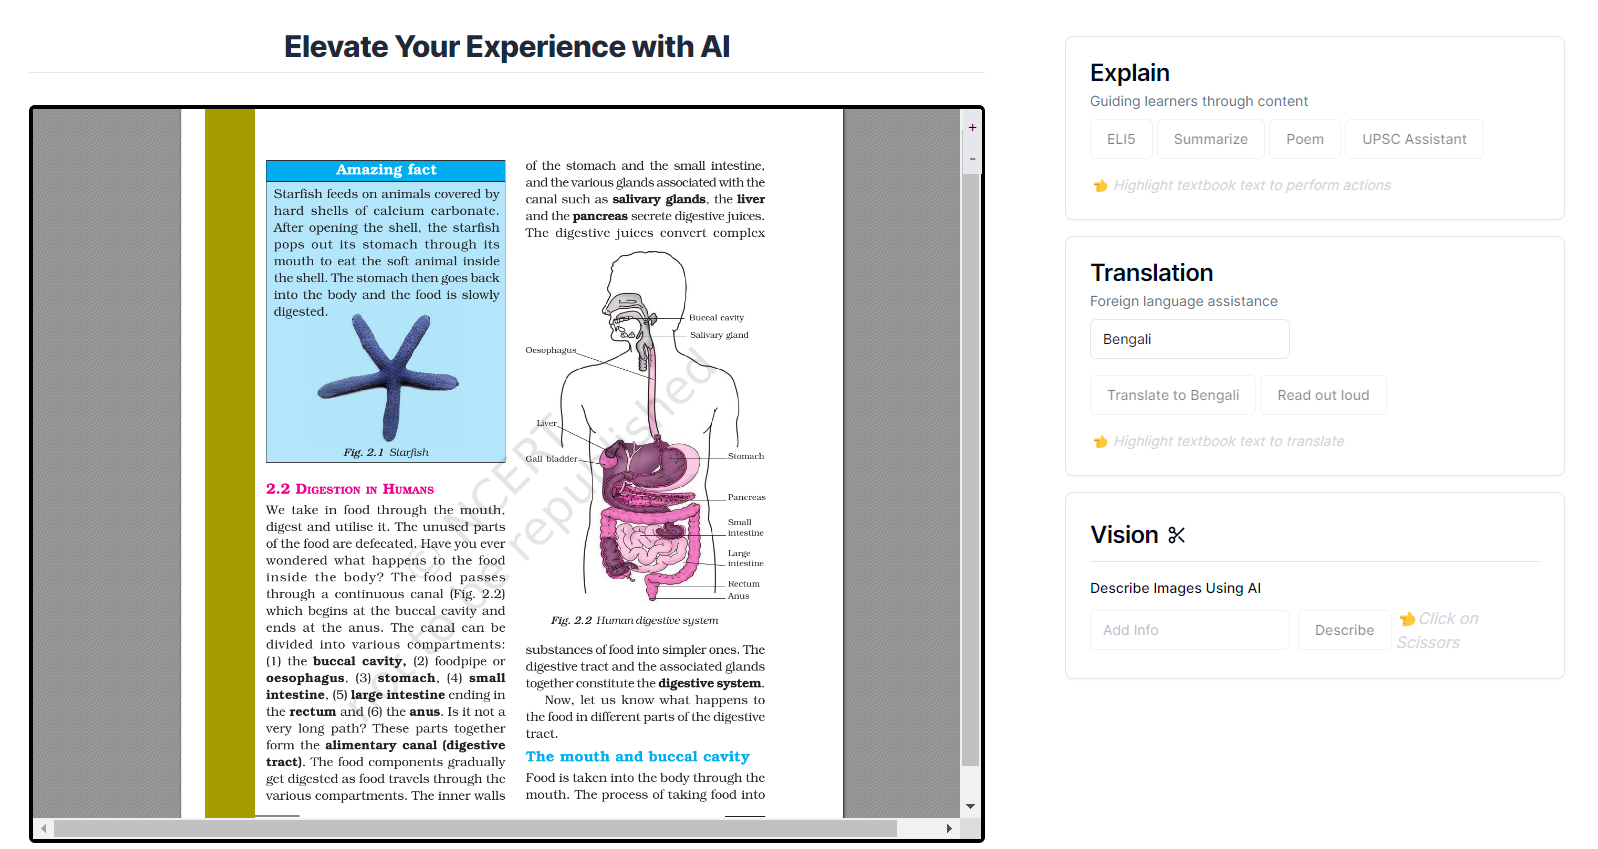 Elevate Your Experience with AI
Amazing fact
Starfish feeds on animals covered by
hard shells of calcium carbonate.
After opening the shell, the starfish
pops out its stomach through its
mouth to eat the soft animal inside
the shell. The stomach then goes back
into the body and the food is slowly
digested.
Fig. 2.1 Starfish
2.2 Digestion in Humans
We take in food through the mouth,
digest and utilise it. The unused parts
of the food are defecated. Have you ever
wondered what happens to the food
inside the body? The food passes
through a continuous canal (Fig. 2.2)
which begins at the buccal cavity and
ends at the anus. The canal can be
divided into various compartments:
(1) the buccal cavity, (2) foodpipe or
oesophagus, (3) stomach, (4) small
intestine, (5) large intestine ending in
the rectum and (6) the anus. Is it not a
very long path? These parts together
form the alimentary canal (digestive
tract). The food components gradually
get digested as food travels through the
various compartments. The inner walls
of the stomach and the small intestine,
and the various glands associated with the
canal such as salivary glands, the liver
and the pancreas secrete digestive juices.
The digestive juices convert complex
Buccal cavity
Salivary gland
Oesophagus
Liver
Gall bladder
Stomach
Pancreas
Small
intestine
Large
intestine
Rectum
Anus
Fig. 2.2 Human digestive system
substances of food into simpler ones. The
digestive tract and the associated glands
together constitute the digestive system.
Now, let us know what happens to
the food in different parts of the digestive
tract.
The mouth and buccal cavity
Food is taken into the body through the
mouth. The process of taking food into
© NCERT
not to be republished
+
-
Explain
Guiding learners through content
ELI5 Summarize Poem UPSC Assistant
Highlight textbook text to perform actions
Translation
Foreign language assistance
Bengali
Translate to Bengali Read out loud
Highlight textbook text to translate
Vision
Describe Images Using AI
Add Info Describe Click on
Scissors